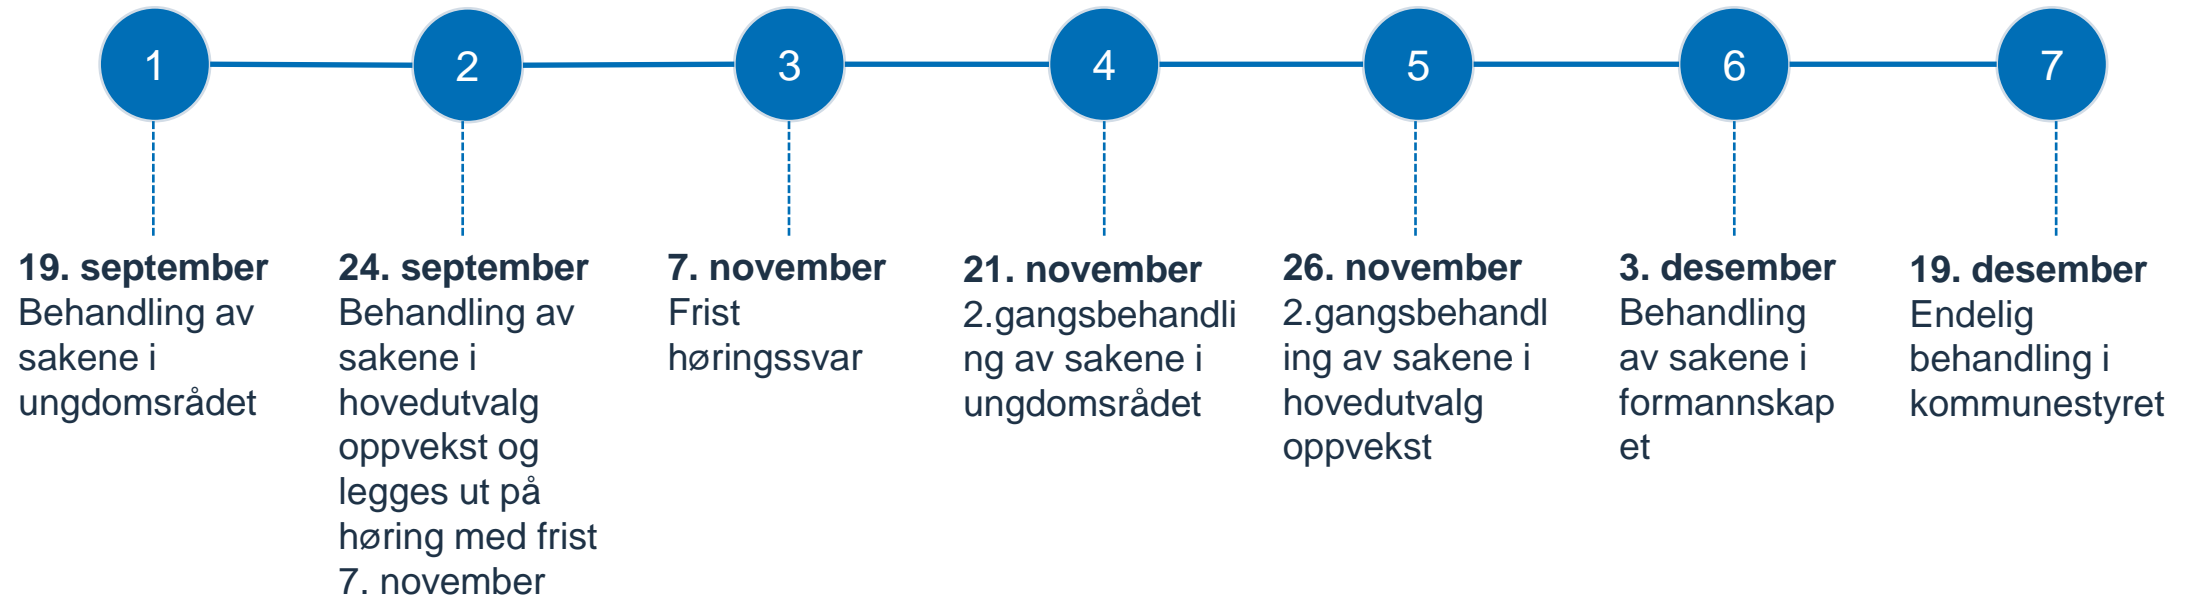 1
2
3
4
5
6
7
19. september
Behandling av
sakene i
ungdomsrådet
24. september
Behandling av
sakene i
hovedutvalg
oppvekst og
legges ut på
høring med frist
7. november
7. november
Frist
høringssvar
21. november
2.gangsbehandli
ng av sakene i
ungdomsrådet
26. november
2.gangsbehandl
ing av sakene i
hovedutvalg
oppvekst
3. desember
Behandling
av sakene i
formannskap
et
19. desember
Endelig
behandling i
kommunestyret